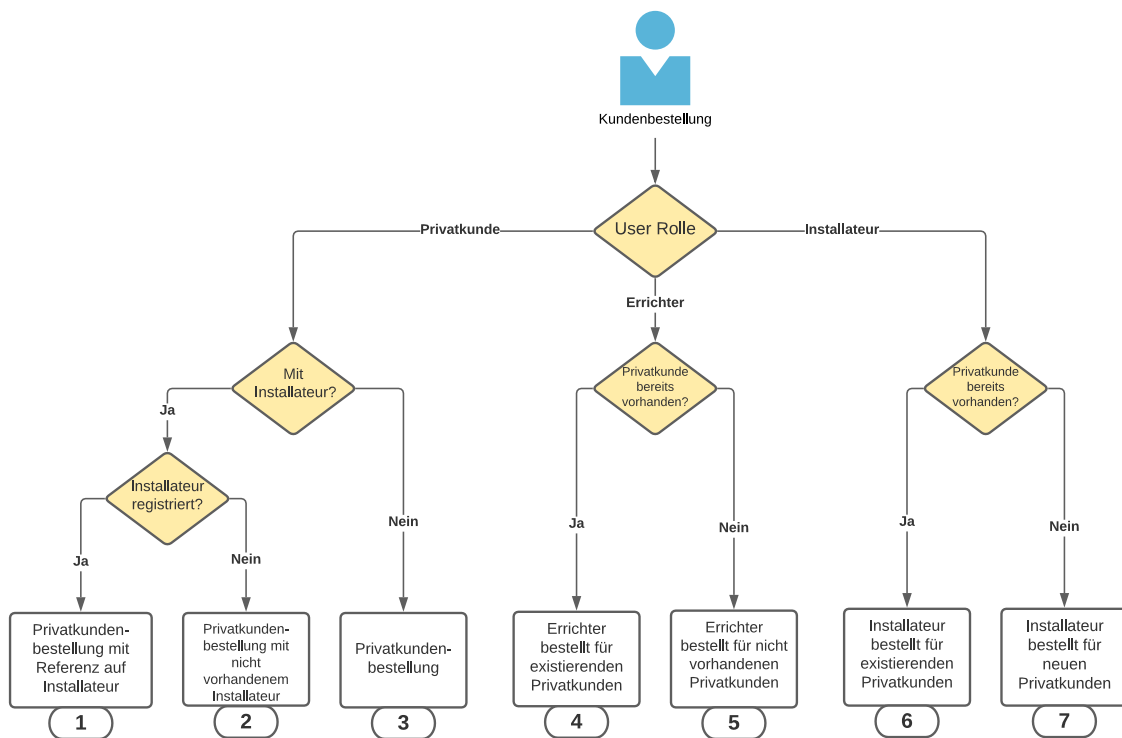 Kundenbestellung
User Rolle
Privatkunde
Installateur
Errichter
Mit
Installateur?
Privatkunde
bereits
vorhanden?
Privatkunde
bereits
vorhanden?
Ja
Installateur
registriert?
Nein
Ja
Nein
Ja
Nein
Ja
Nein
Privatkunden-
bestellung mit
Referenz auf
Installateur
1
Privatkunden-
bestellung mit
nicht
vorhandenem
Installateur
2
Privatkunden-
bestellung
3
Errichter
bestellt für
existierenden
Privatkunden
4
Errichter
bestellt für nicht
vorhandenen
Privatkunden
5
Installateur
bestellt für
existierenden
Privatkunden
6
Installateur
bestellt für
neuen
Privatkunden
7